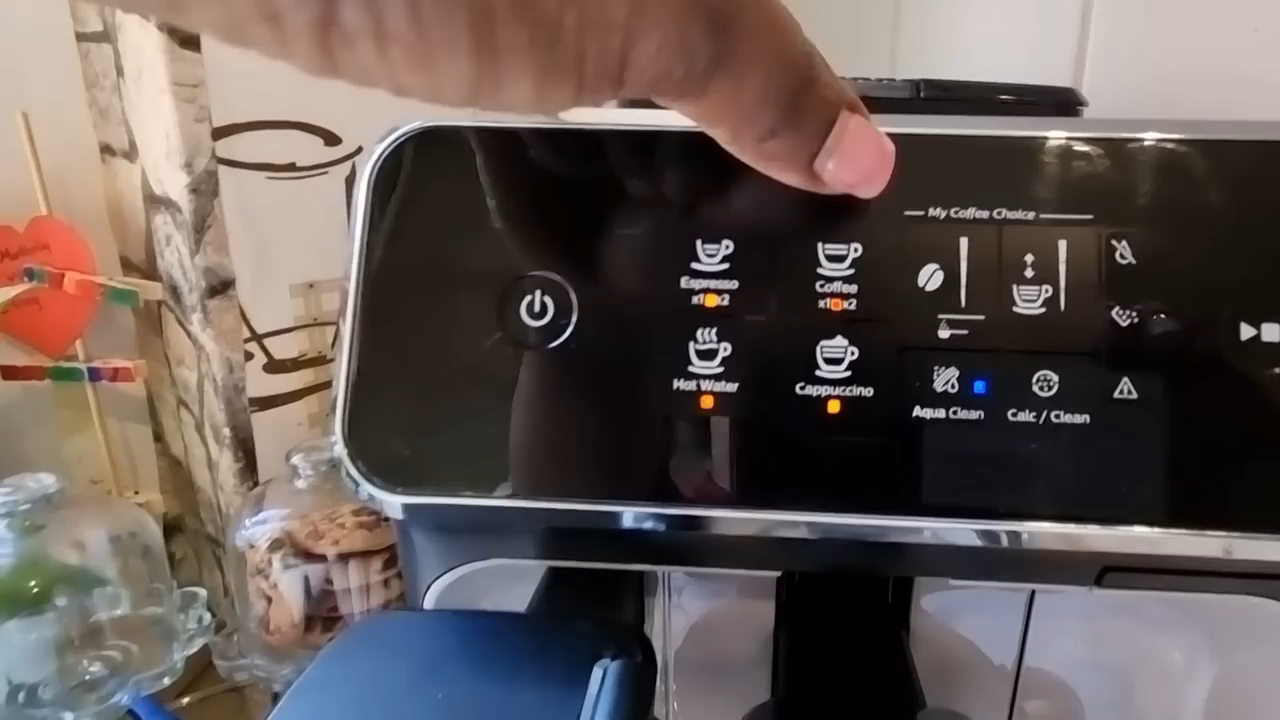 My Coffee Choice
Espresso
x1 x2
Coffee
x1 x2
Hot Water
Cappuccino
Aqua Clean
Calc / Clean